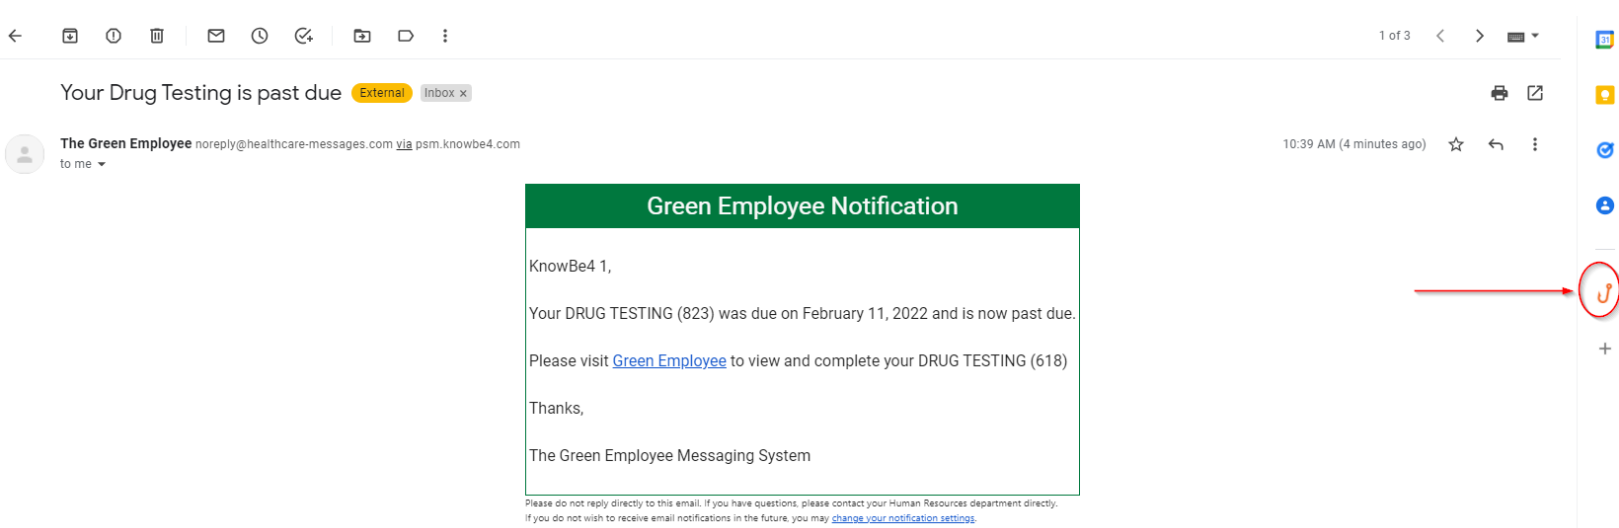 1 of 3
31
Your Drug Testing is past due External Inbox x
The Green Employee noreply@healthcare-messages.com via psm.knowbe4.com
10:39 AM (4 minutes ago)
to me
Green Employee Notification
KnowBe4 1,
Your DRUG TESTING (823) was due on February 11, 2022 and is now past due.
Please visit Green Employee to view and complete your DRUG TESTING (618)
Thanks,
The Green Employee Messaging System
Please do not reply directly to this email. If you have questions, please contact your Human Resources department directly.
If you do not wish to receive email notifications in the future, you may change your notification settings.